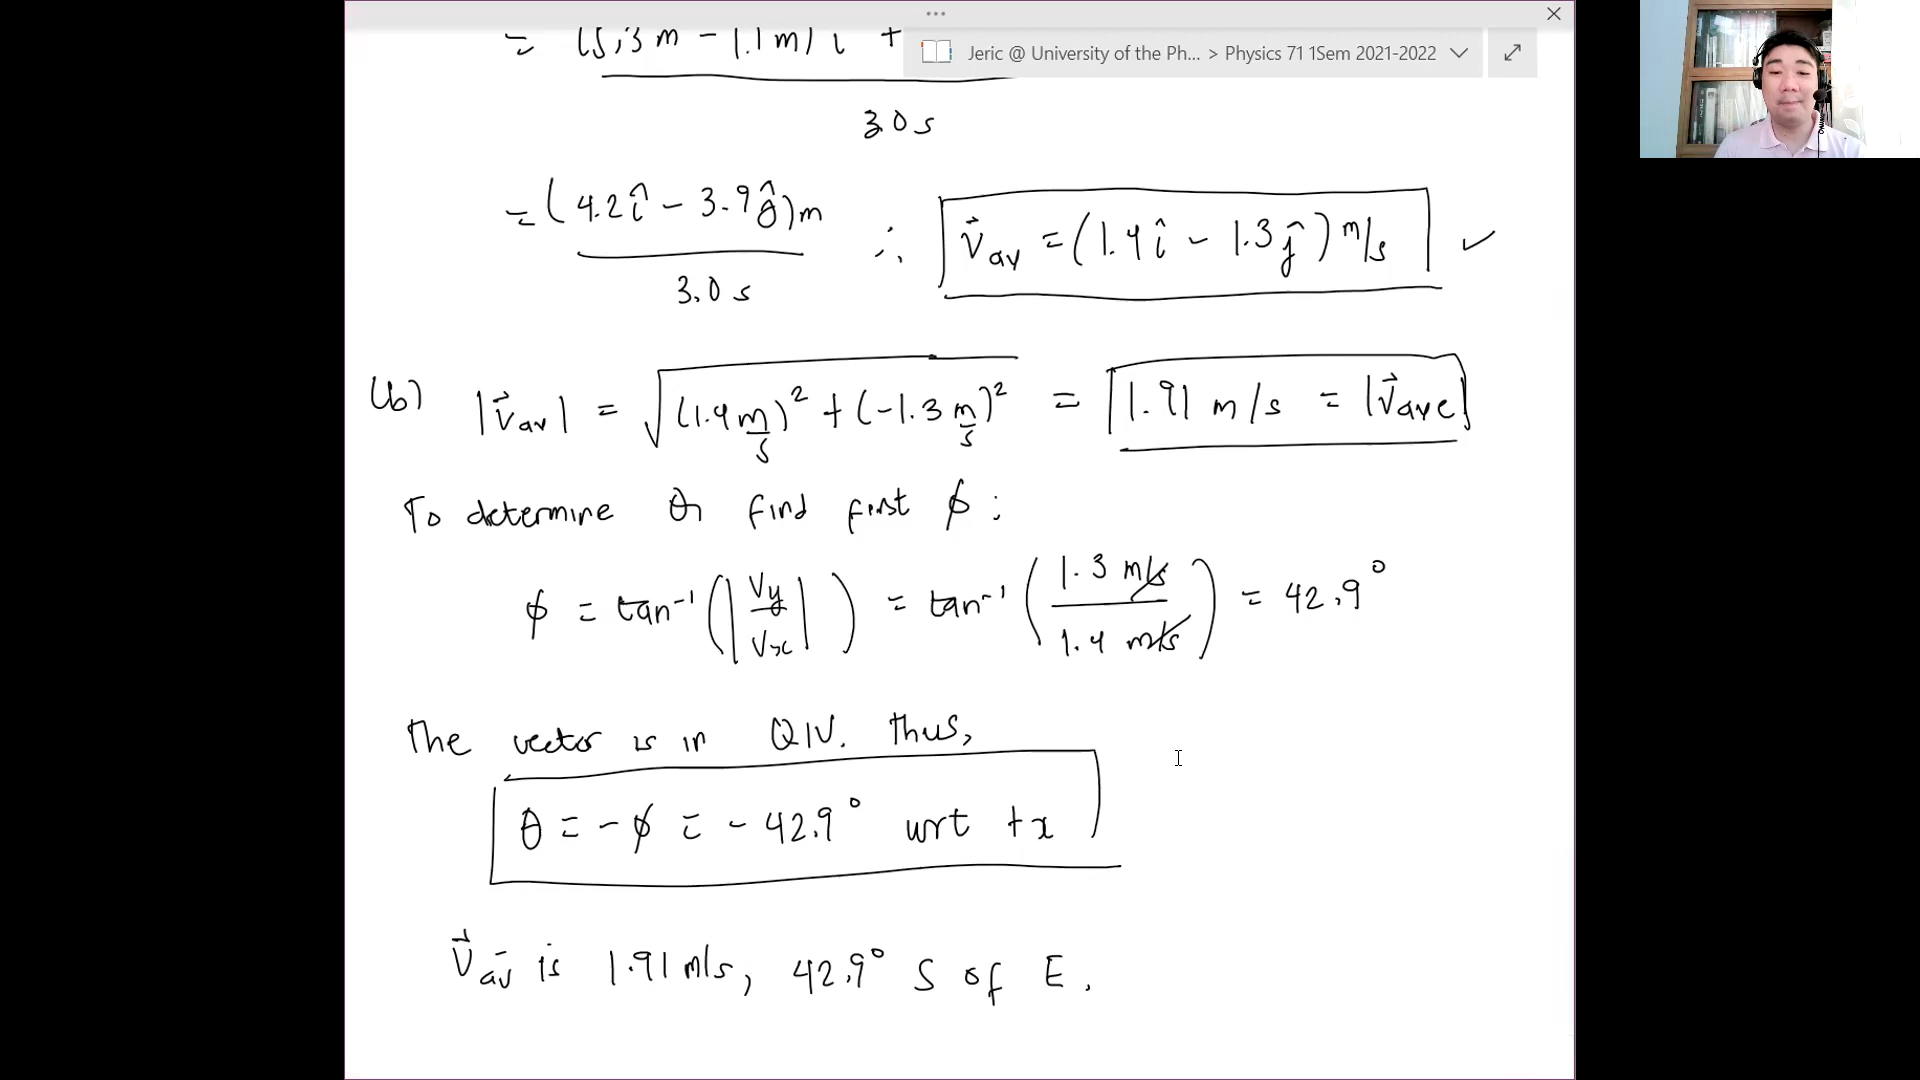 = (5.3 m - 1.1 m) i +
Jeric @ University of the Ph... > Physics 71 1Sem 2021-2022
3.0 s
= (4.2 î - 3.9 ĵ) m
3.0 s
∴ v⃗av = (1.4 î - 1.3 ĵ) m/s ✓
(b) |v⃗av| = √((1.4 m/s)² + (-1.3 m/s)²) = 1.91 m/s = |v⃗ave|
To determine θ, find first ϕ:
ϕ = tan⁻¹(|Vy/Vx|) = tan⁻¹(1.3 m/s / 1.4 m/s) = 42.9°
The vector is in QIV. Thus,
θ = -ϕ = -42.9° wrt +x
V⃗av is 1.91 m/s, 42.9° S of E.